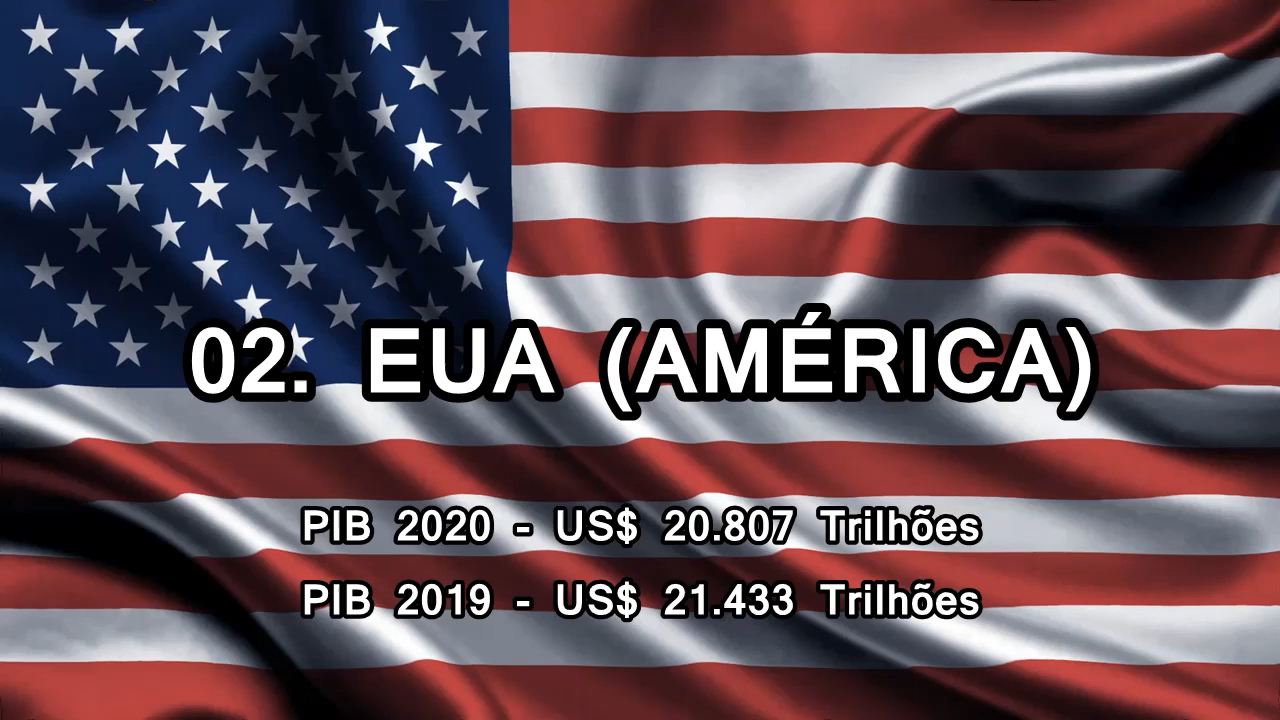 02. EUA (AMÉRICA)
PIB 2020 - US$ 20.807 Trilhões
PIB 2019 - US$ 21.433 Trilhões